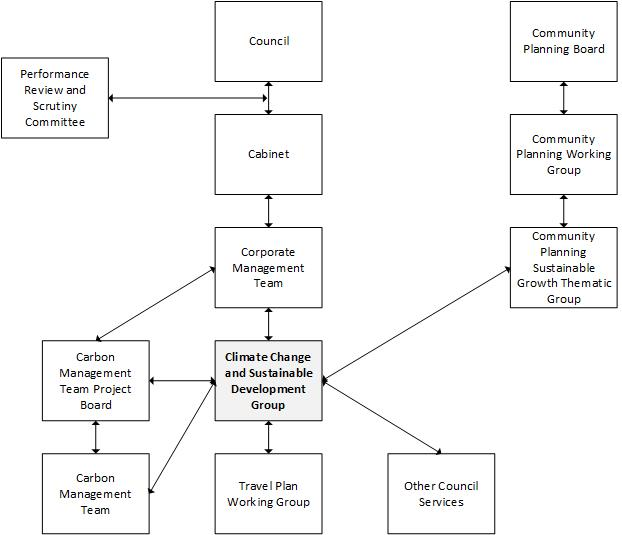 Council
Community
Planning Board
Performance
Review and
Scrutiny
Committee
Cabinet
Community
Planning Working
Group
Corporate
Management
Team
Community
Planning
Sustainable
Growth Thematic
Group
Carbon
Management
Team Project
Board
Climate Change
and Sustainable
Development
Group
Carbon
Management
Team
Travel Plan
Working Group
Other Council
Services